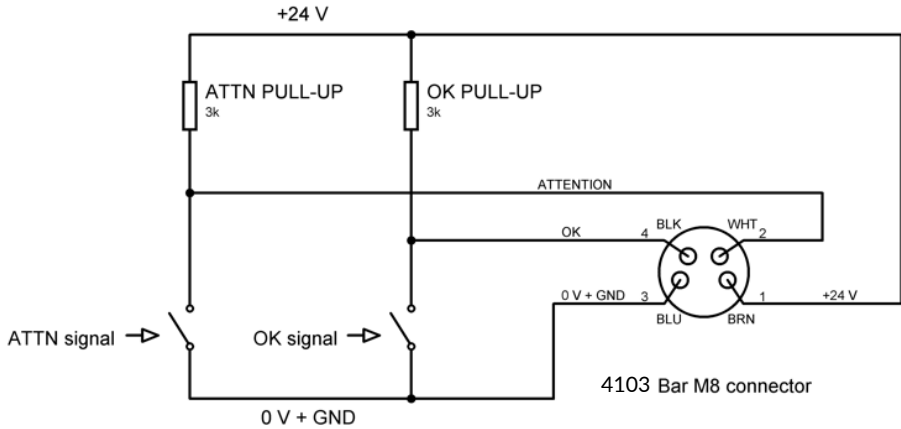 +24 V
ATTN PULL-UP
3k
OK PULL-UP
3k
ATTENTION
BLK
WHT
OK
4
2
0 V + GND
3
1
+24 V
BLU
BRN
ATTN signal
OK signal
4103 Bar M8 connector
0 V + GND